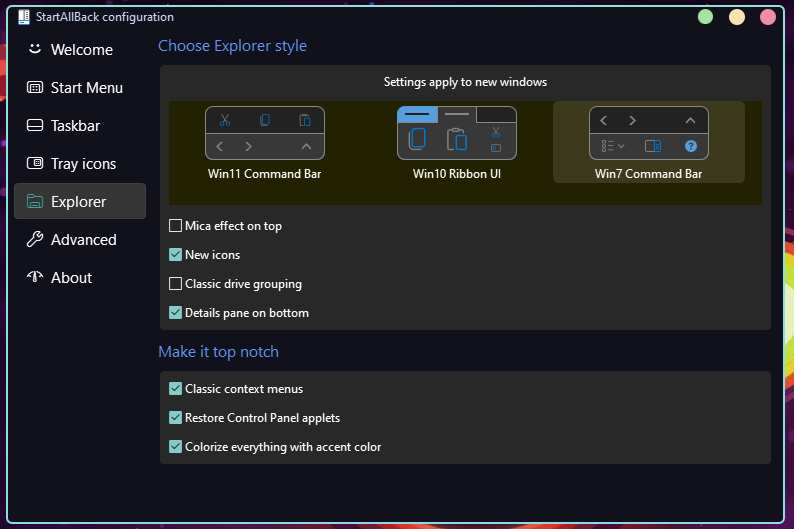 StartAllBack configuration
Welcome
Start Menu
Taskbar
Tray icons
Explorer
Advanced
About
Choose Explorer style
Settings apply to new windows
Win11 Command Bar
Win10 Ribbon UI
Win7 Command Bar
Mica effect on top
New icons
Classic drive grouping
Details pane on bottom
Make it top notch
Classic context menus
Restore Control Panel applets
Colorize everything with accent color